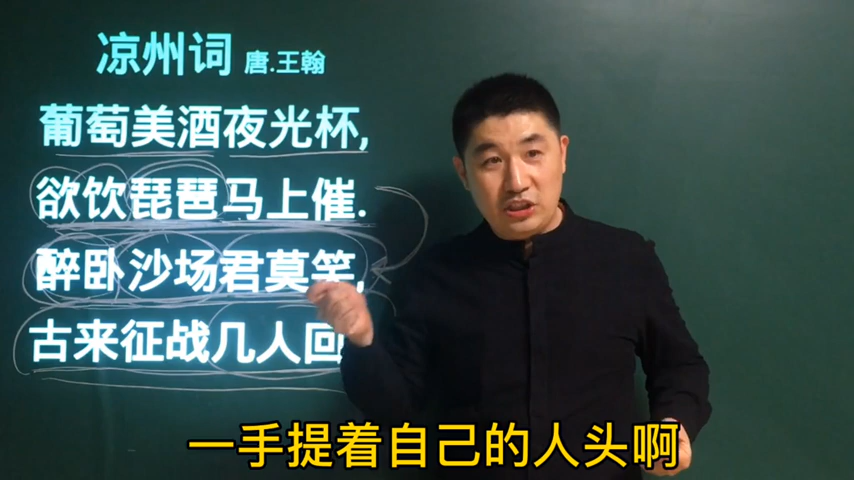 凉州词 唐.王翰
葡萄美酒夜光杯,
欲饮琵琶马上催.
醉卧沙场君莫笑,
古来征战几人回
一手提着自己的人头啊